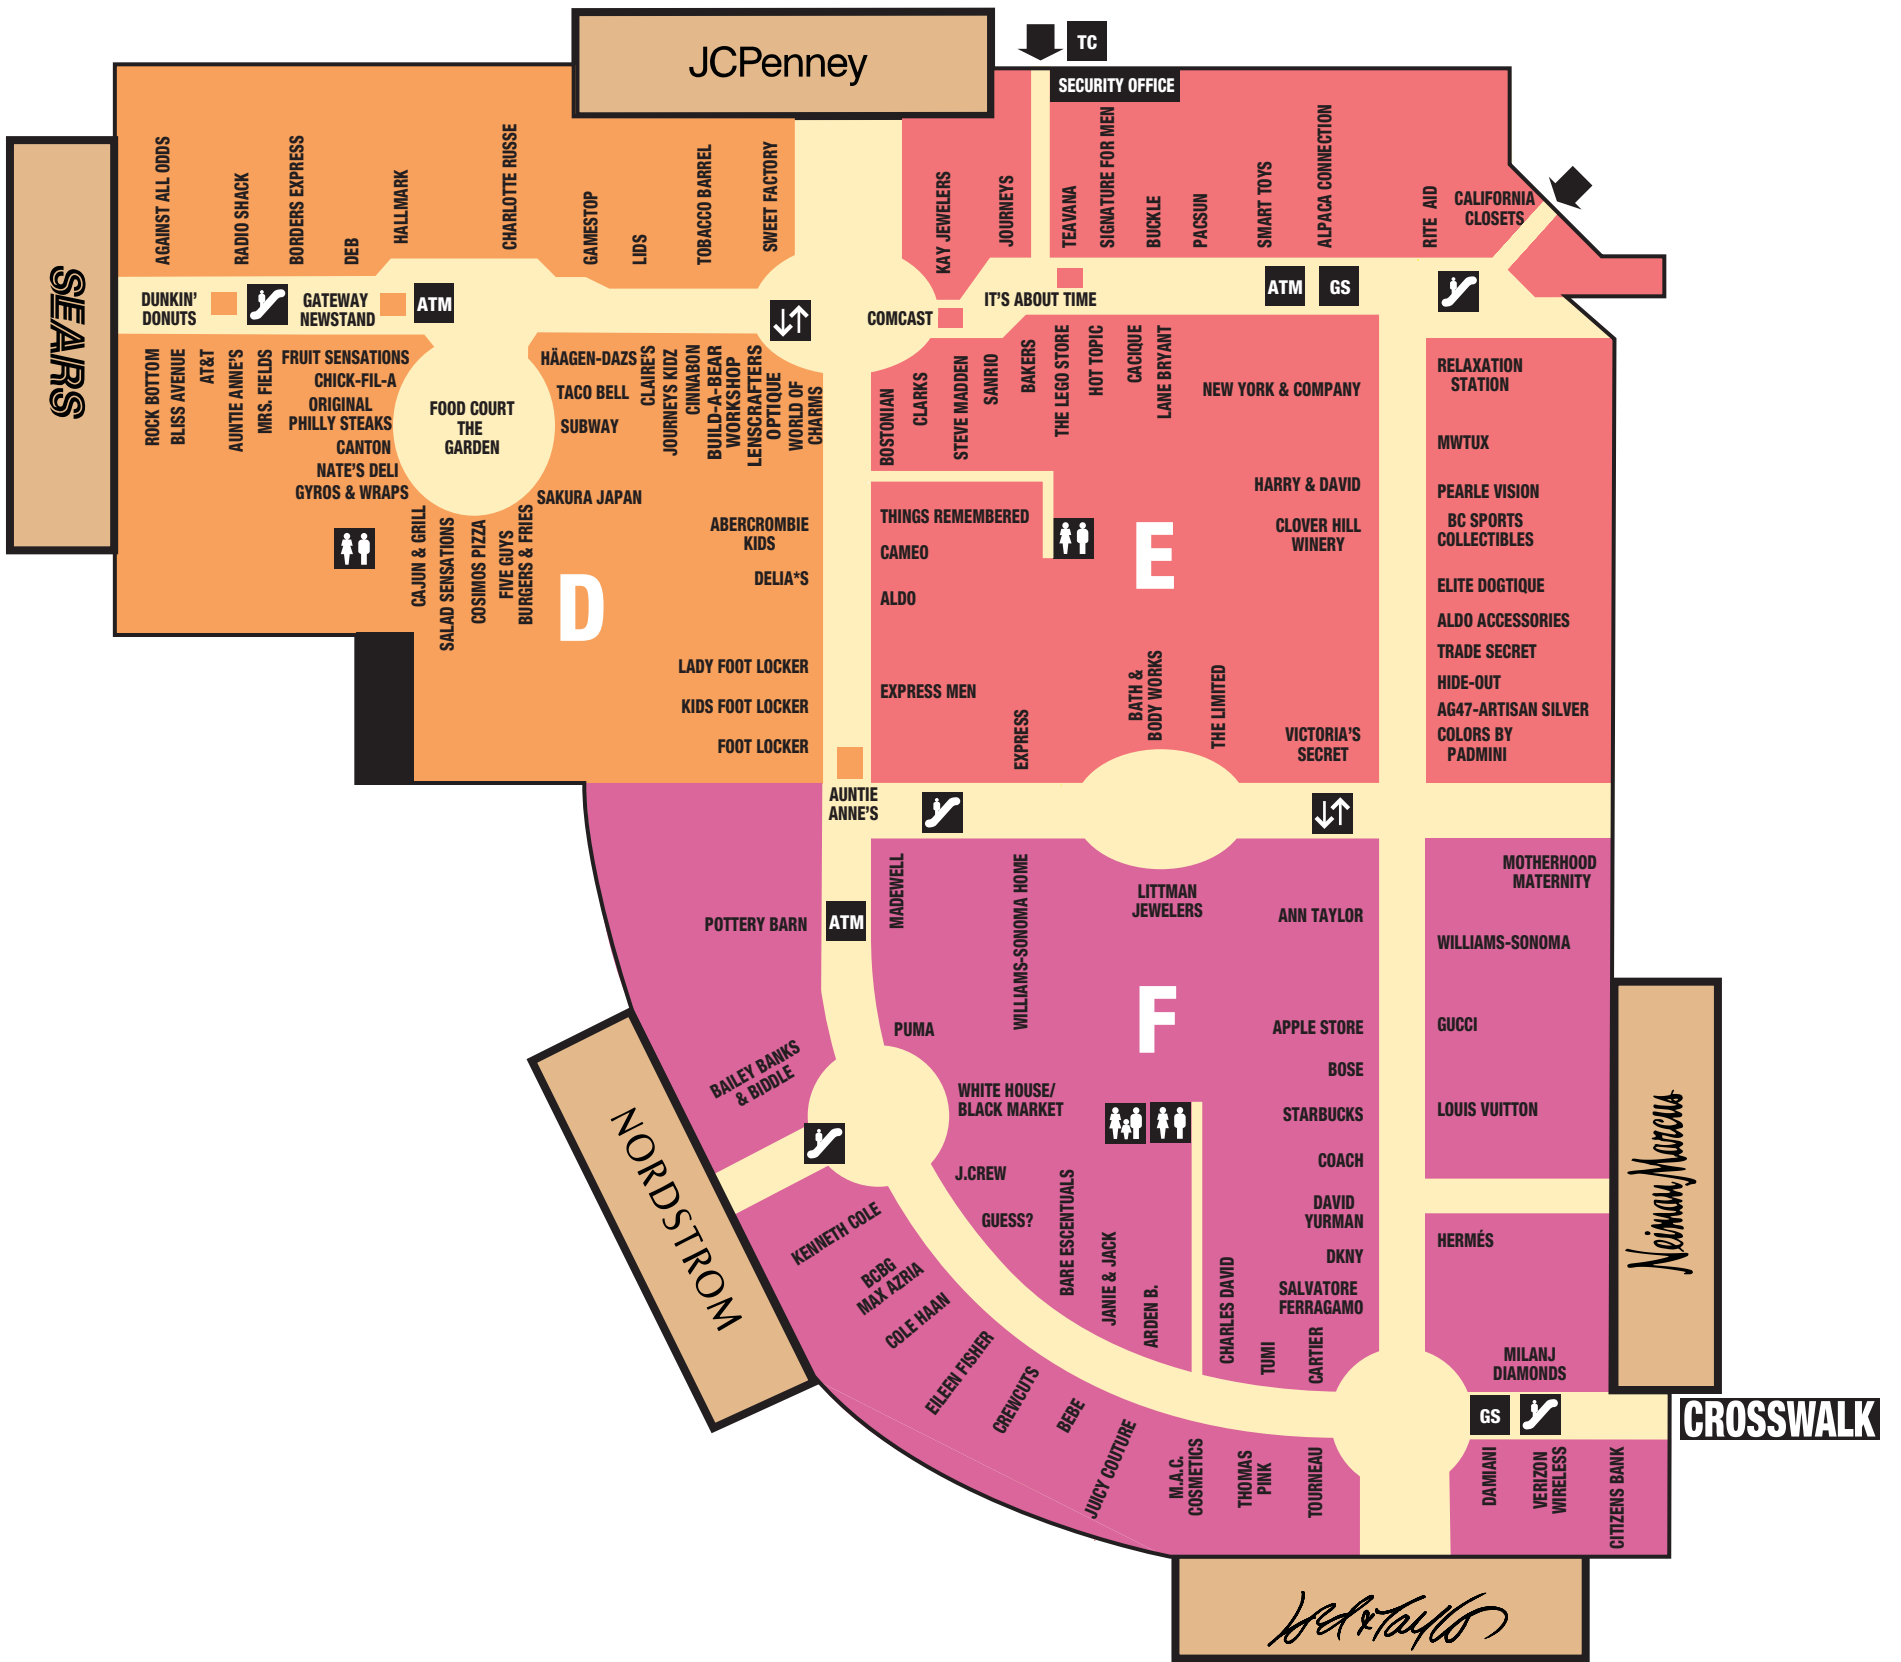 JCPenney
TC
SECURITY OFFICE
SEARS
AGAINST ALL ODDS
RADIO SHACK
BORDERS EXPRESS
DEB
HALLMARK
CHARLOTTE RUSSE
GAMESTOP
LIDS
TOBACCO BARREL
SWEET FACTORY
KAY JEWELERS
JOURNEYS
TEAVANA
SIGNATURE FOR MEN
BUCKLE
PACSUN
SMART TOYS
ALPACA CONNECTION
RITE AID
CALIFORNIA
CLOSETS
DUNKIN'
DONUTS
GATEWAY
NEWSTAND
ATM
COMCAST
IT'S ABOUT TIME
ATM
GS
ROCK BOTTOM
BLISS AVENUE
AT&T
AUNTIE ANNE'S
MRS. FIELDS
FRUIT SENSATIONS
CHICK-FIL-A
ORIGINAL
PHILLY STEAKS
CANTON
NATE'S DELI
GYROS & WRAPS
FOOD COURT
THE
GARDEN
CAJUN & GRILL
SALAD SENSATIONS
COSIMOS PIZZA
FIVE GUYS
BURGERS & FRIES
HÄAGEN-DAZS
TACO BELL
SUBWAY
SAKURA JAPAN
CLAIRE'S
JOURNEYS KIDZ
CINNABON
BUILD-A-BEAR
WORKSHOP
LENSCRAFTERS
OPTIQUE
WORLD OF
CHARMS
ABERCROMBIE
KIDS
DELIA*S
D
LADY FOOT LOCKER
KIDS FOOT LOCKER
FOOT LOCKER
AUNTIE
ANNE'S
BOSTONIAN
CLARKS
STEVE MADDEN
SANRIO
BAKERS
THE LEGO STORE
HOT TOPIC
CACIQUE
LANE BRYANT
NEW YORK & COMPANY
HARRY & DAVID
CLOVER HILL
WINERY
THINGS REMEMBERED
CAMEO
ALDO
E
EXPRESS MEN
EXPRESS
BATH &
BODY WORKS
THE LIMITED
VICTORIA'S
SECRET
RELAXATION
STATION
MWTUX
PEARLE VISION
BC SPORTS
COLLECTIBLES
ELITE DOGTIQUE
ALDO ACCESSORIES
TRADE SECRET
HIDE-OUT
AG47-ARTISAN SILVER
COLORS BY
PADMINI
POTTERY BARN
ATM
MADEWELL
WILLIAMS-SONOMA HOME
LITTMAN
JEWELERS
ANN TAYLOR
MOTHERHOOD
MATERNITY
WILLIAMS-SONOMA
F
PUMA
APPLE STORE
GUCCI
BOSE
BAILEY BANKS
& BIDDLE
WHITE HOUSE/
BLACK MARKET
STARBUCKS
LOUIS VUITTON
J.CREW
COACH
GUESS?
DAVID
YURMAN
DKNY
HERMÉS
SALVATORE
FERRAGAMO
BARE ESCENTUALS
JANIE & JACK
ARDEN B.
CHARLES DAVID
TUMI
CARTIER
MILANJ
DIAMONDS
Neiman Marcus
NORDSTROM
KENNETH COLE
BCBG
MAX AZRIA
COLE HAAN
EILEEN FISHER
CREWCUTS
BEBE
JUICY COUTURE
M.A.C.
COSMETICS
THOMAS
PINK
TOURNEAU
GS
CROSSWALK
DAMIANI
VERIZON
WIRELESS
CITIZENS BANK
Lord & Taylor